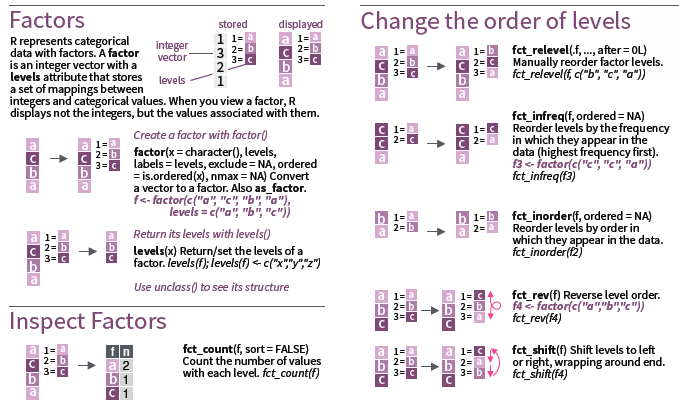 Factors
R represents categorical
data with factors. A factor
is an integer vector with a
levels attribute that stores
a set of mappings between
integers and categorical values. When you view a factor, R
displays not the integers, but the values associated with them.
stored
displayed
integer
vector
levels
1
3
2
1
1 = a
2 = b
3 = c
a
c
b
a
1 = a
2 = b
3 = c
a
c
b
a
a
c
b
a
1 = a
2 = b
3 = c
Create a factor with factor()
factor(x = character(), levels,
labels = levels, exclude = NA, ordered
= is.ordered(x), nmax = NA) Convert
a vector to a factor. Also as_factor.
f <- factor(c("a", "c", "b", "a"),
levels = c("a", "b", "c"))
a
c
b
a
1 = a
2 = b
3 = c
a
b
c
Return its levels with levels()
levels(x) Return/set the levels of a
factor. levels(f); levels(f) <- c("x","y","z")
Use unclass() to see its structure
Inspect Factors
a
c
b
a
1 = a
2 = b
3 = c
f n
a 2
b 1
c 1
fct_count(f, sort = FALSE)
Count the number of values
with each level. fct_count(f)
Change the order of levels
a
c
b
a
1 = a
2 = b
3 = c
a
c
b
a
1 = b
2 = c
3 = a
fct_relevel(.f, ..., after = 0L)
Manually reorder factor levels.
fct_relevel(f, c("b", "c", "a"))
c
c
a
1 = a
2 = c
c
c
a
1 = c
2 = a
fct_infreq(f, ordered = NA)
Reorder levels by the frequency
in which they appear in the
data (highest frequency first).
f3 <- factor(c("c", "c", "a"))
fct_infreq(f3)
b
a
1 = a
2 = b
b
a
1 = b
2 = a
fct_inorder(f, ordered = NA)
Reorder levels by order in
which they appear in the data.
fct_inorder(f2)
a
b
c
1 = a
2 = b
3 = c
a
b
c
1 = c
2 = b
3 = a
fct_rev(f) Reverse level order.
f4 <- factor(c("a","b","c"))
fct_rev(f4)
a
b
c
1 = a
2 = b
3 = c
a
b
c
1 = c
2 = a
3 = b
fct_shift(f) Shift levels to left
or right, wrapping around end.
fct_shift(f4)